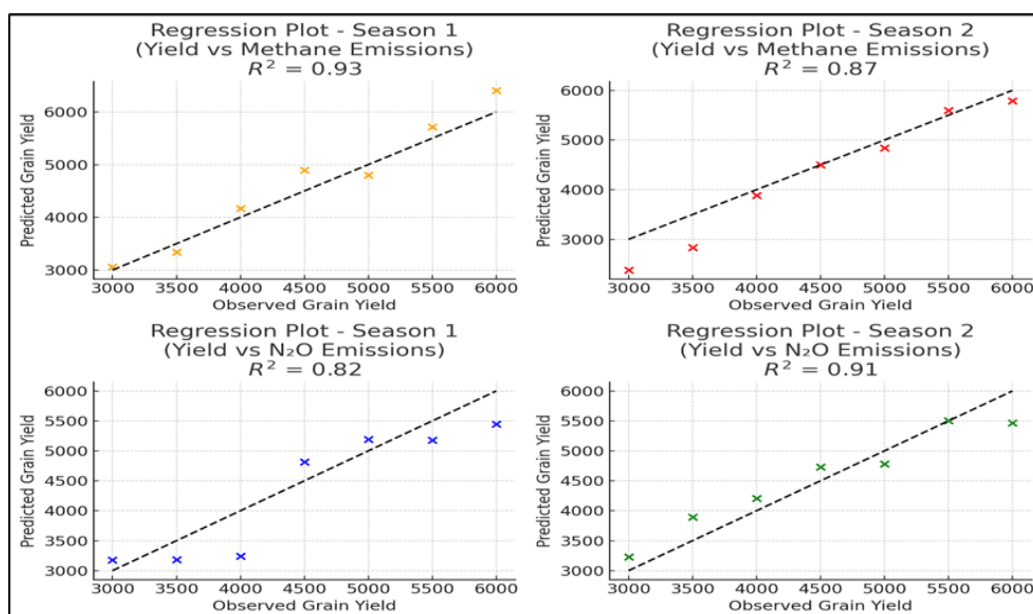 Regression Plot - Season 1
(Yield vs Methane Emissions)
R² = 0.93
Predicted Grain Yield
6000
5000
4000
3000
3000 3500 4000 4500 5000 5500 6000
Observed Grain Yield
Regression Plot - Season 2
(Yield vs Methane Emissions)
R² = 0.87
Predicted Grain Yield
6000
5000
4000
3000
3000 3500 4000 4500 5000 5500 6000
Observed Grain Yield
Regression Plot - Season 1
(Yield vs N₂O Emissions)
R² = 0.82
Predicted Grain Yield
6000
5500
5000
4500
4000
3500
3000
3000 3500 4000 4500 5000 5500 6000
Observed Grain Yield
Regression Plot - Season 2
(Yield vs N₂O Emissions)
R² = 0.91
Predicted Grain Yield
6000
5500
5000
4500
4000
3500
3000
3000 3500 4000 4500 5000 5500 6000
Observed Grain Yield